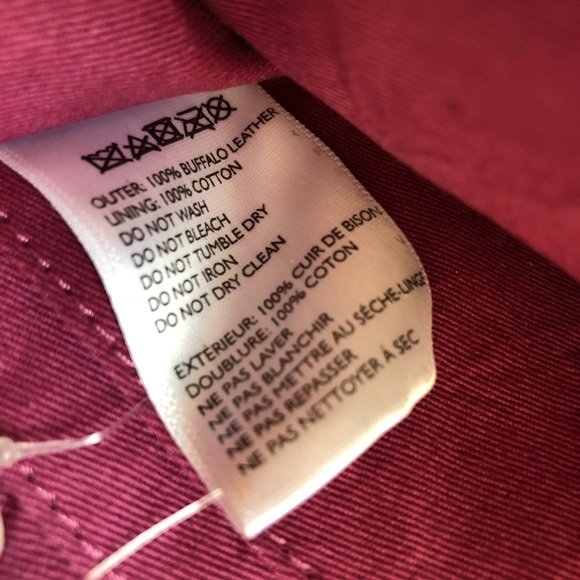 OUTER: 100% BUFFALO LEATHER
LINING: 100% COTTON
DO NOT WASH
DO NOT BLEACH
DO NOT TUMBLE DRY
DO NOT IRON
DO NOT DRY CLEAN
EXTÉRIEUR: 100% CUIR DE BISON
DOUBLURE: 100% COTON
NE PAS LAVER
NE PAS BLANCHIR
NE PAS METTRE AU SÈCHE-LINGE
NE PAS REPASSER
NE PAS NETTOYER À SEC